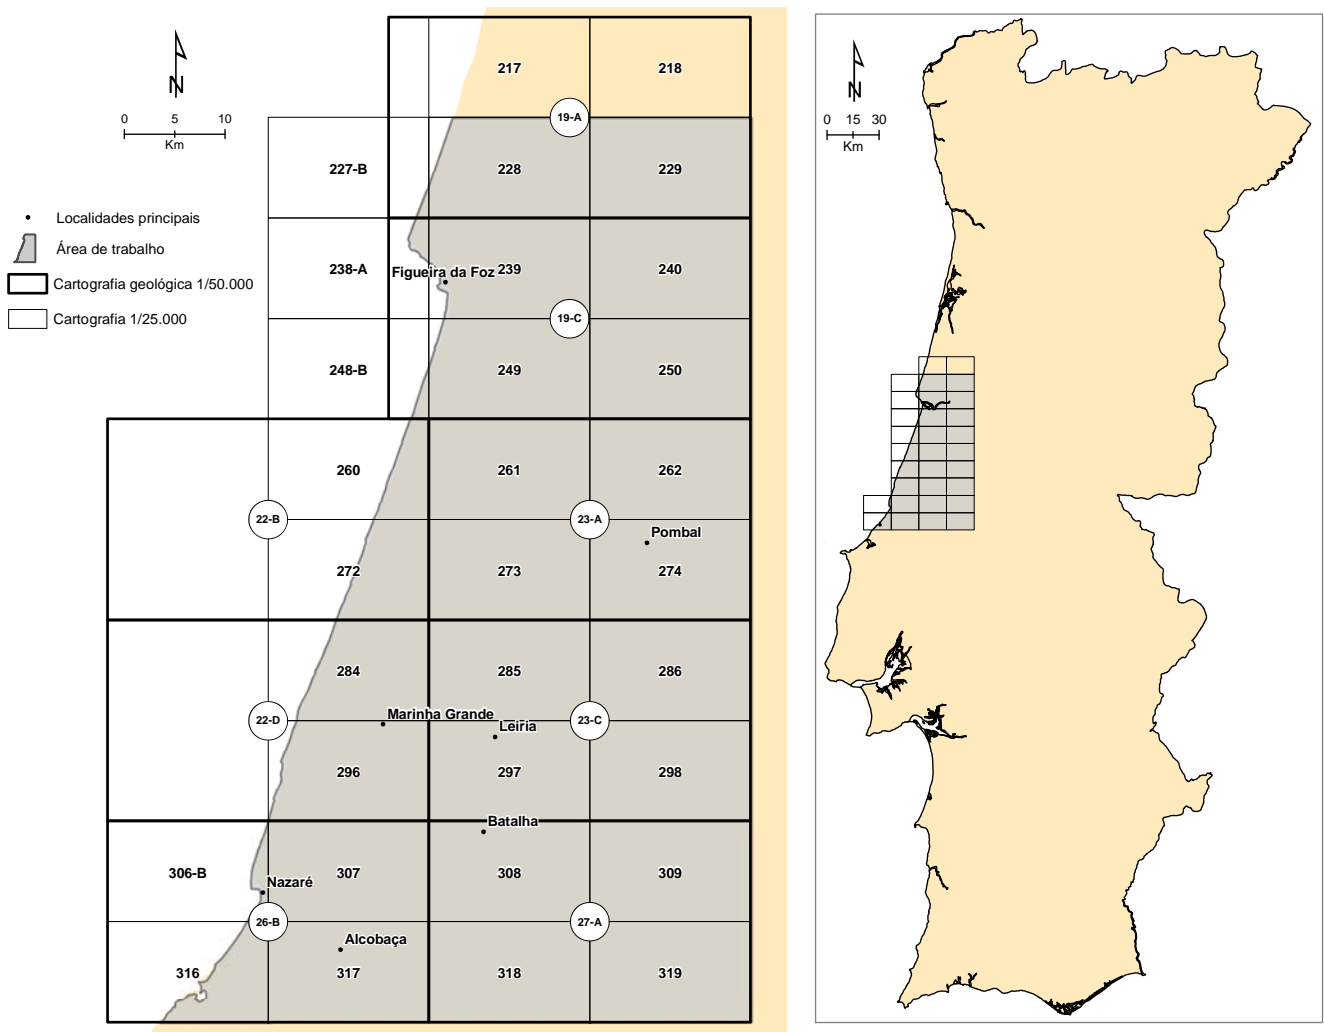 217
218
N
0 5 10
Km
19-A
227-B
228
229
Localidades principais
Área de trabalho
Cartografia geológica 1/50.000
Cartografia 1/25.000
238-A
Figueira da Foz
239
240
19-C
248-B
249
250
260
261
262
22-B
23-A
Pombal
272
273
274
284
285
286
Marinha Grande
22-D
Leiria
23-C
296
297
298
Batalha
306-B
307
308
309
Nazaré
26-B
27-A
Alcobaça
316
317
318
319
N
0 15 30
Km